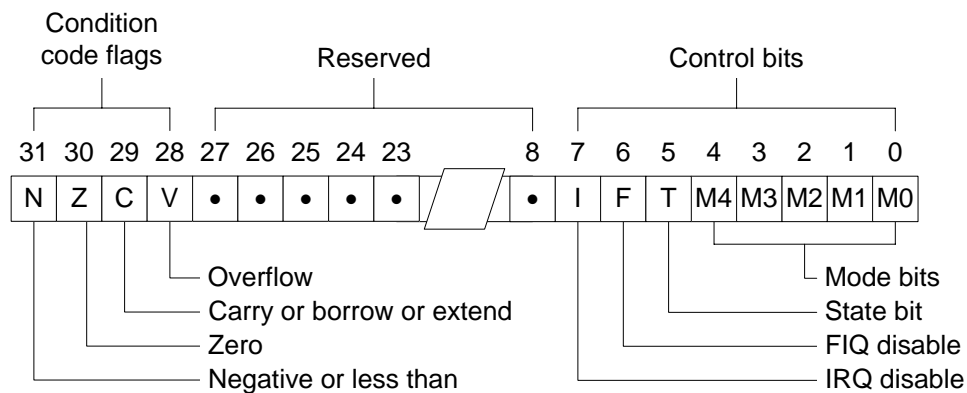 Condition
code flags
Reserved
Control bits
31 30 29 28 27 26 25 24 23 8 7 6 5 4 3 2 1 0
N Z C V • • • • • • I F T M4 M3 M2 M1 M0
Overflow
Mode bits
Carry or borrow or extend
State bit
Zero
FIQ disable
Negative or less than
IRQ disable